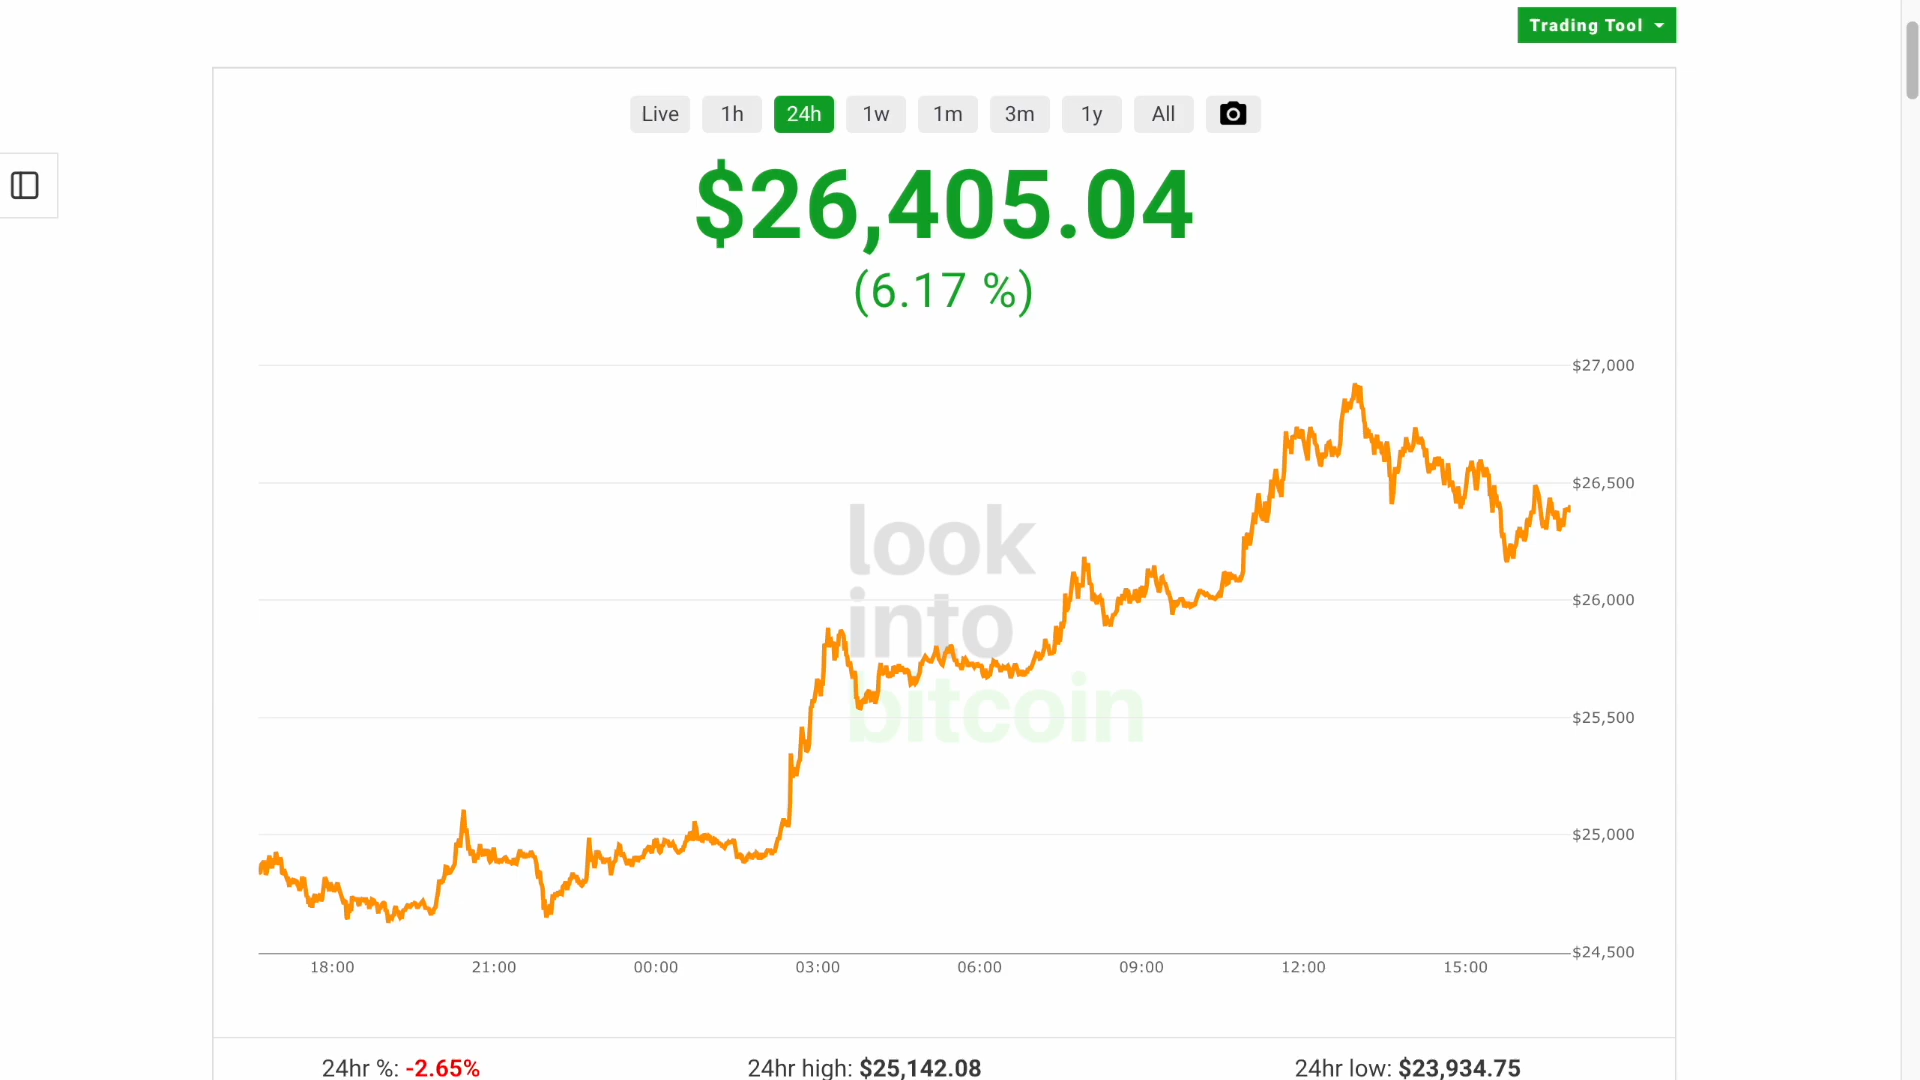 Trading Tool
Live 1h 24h 1w 1m 3m 1y All
$26,405.04
(6.17 %)
$27,000
$26,500
look
into
bitcoin
$26,000
$25,500
$25,000
$24,500
18:00 21:00 00:00 03:00 06:00 09:00 12:00 15:00
24hr %: -2.65% 24hr high: $25,142.08 24hr low: $23,934.75